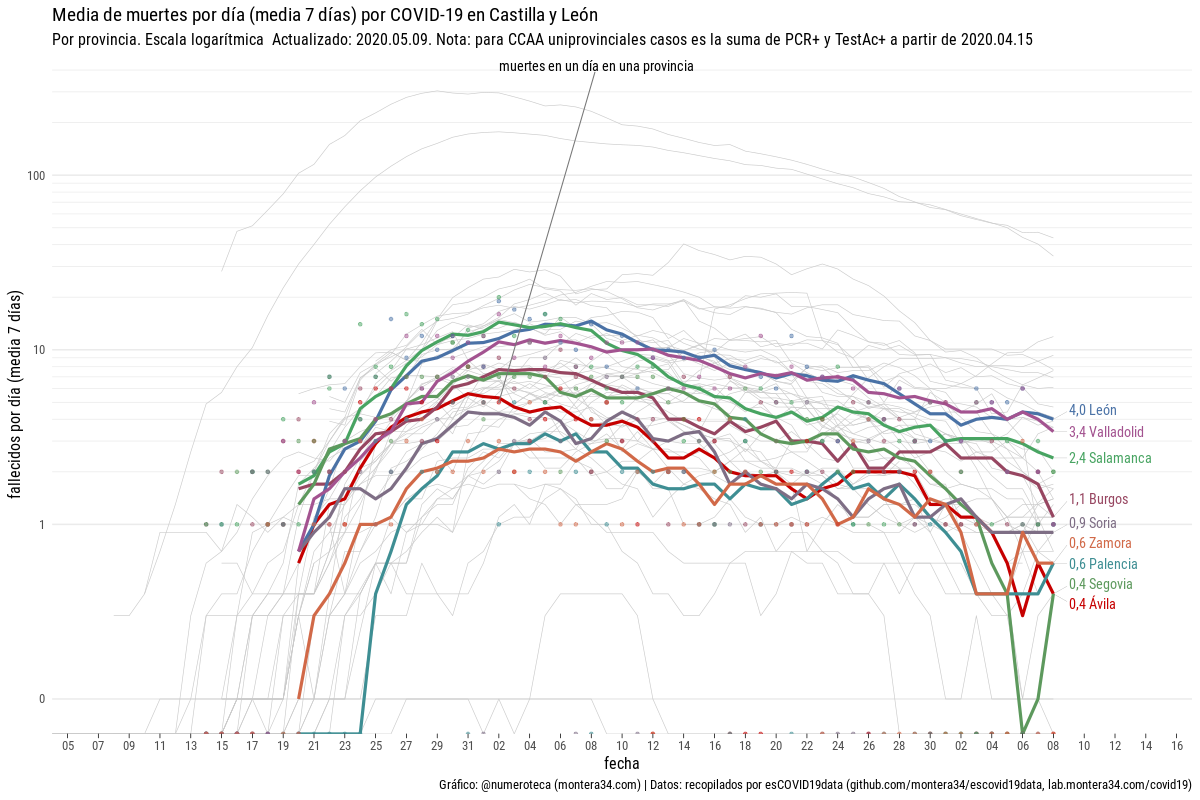 Media de muertes por día (media 7 días) por COVID-19 en Castilla y León
Por provincia. Escala logarítmica  Actualizado: 2020.05.09. Nota: para CCAA uniprovinciales casos es la suma de PCR+ y TestAc+ a partir de 2020.04.15
muertes en un día en una provincia
100
10
1
0
fallecidos por día (media  7 días)
4,0 León
3,4 Valladolid
2,4 Salamanca
1,1 Burgos
0,9 Soria
0,6 Zamora
0,6 Palencia
0,4 Segovia
0,4 Ávila
05 07 09 11 13 15 17 19 21 23 25 27 29 31 02 04 06 08 10 12 14 16 18 20 22 24 26 28 30 02 04 06 08 10 12 14 16
fecha
Gráfico: @numeroteca (montera34.com) | Datos: recopilados por esCOVID19data (github.com/montera34/escovid19data, lab.montera34.com/covid19)